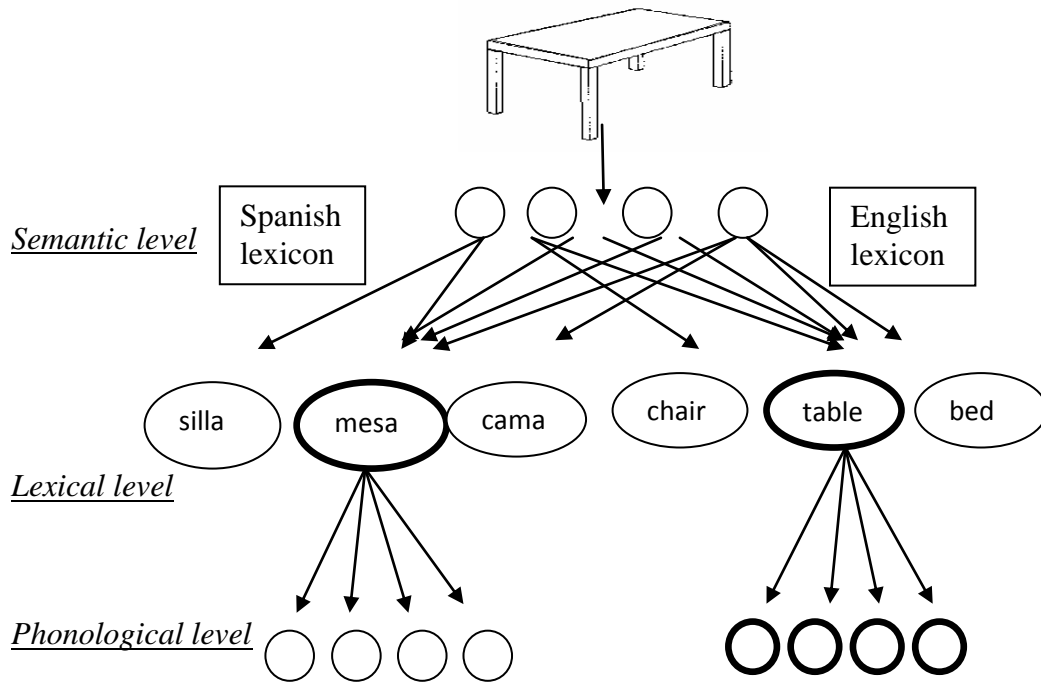 Spanish
lexicon
English
lexicon
Semantic level
silla
mesa
cama
chair
table
bed
Lexical level
Phonological level